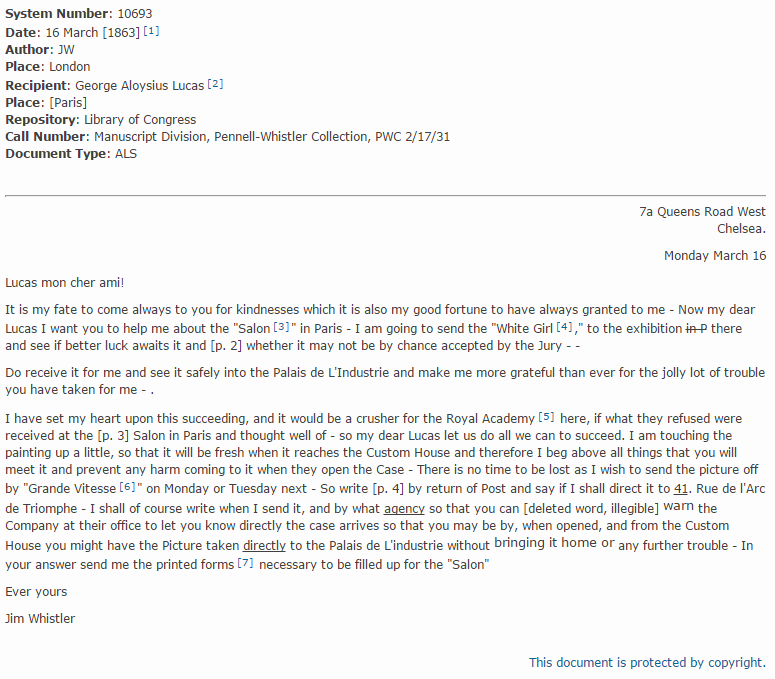 System Number: 10693
Date: 16 March [1863] [1]
Author: JW
Place: London
Recipient: George Aloysius Lucas [2]
Place: [Paris]
Repository: Library of Congress
Call Number: Manuscript Division, Pennell-Whistler Collection, PWC 2/17/31
Document Type: ALS
7a Queens Road West
Chelsea.
Monday March 16
Lucas mon cher ami!
It is my fate to come always to you for kindnesses which it is also my good fortune to have always granted to me - Now my dear
Lucas I want you to help me about the "Salon [3]" in Paris - I am going to send the "White Girl [4]," to the exhibition in P there
and see if better luck awaits it and [p. 2] whether it may not be by chance accepted by the Jury - -
Do receive it for me and see it safely into the Palais de L'Industrie and make me more grateful than ever for the jolly lot of trouble
you have taken for me - .
I have set my heart upon this succeeding, and it would be a crusher for the Royal Academy [5] here, if what they refused were
received at the [p. 3] Salon in Paris and thought well of - so my dear Lucas let us do all we can to succeed. I am touching the
painting up a little, so that it will be fresh when it reaches the Custom House and therefore I beg above all things that you will
meet it and prevent any harm coming to it when they open the Case - There is no time to be lost as I wish to send the picture off
by "Grande Vitesse [6]" on Monday or Tuesday next - So write [p. 4] by return of Post and say if I shall direct it to 41. Rue de l'Arc
de Triomphe - I shall of course write when I send it, and by what agency so that you can [deleted word, illegible] warn the
Company at their office to let you know directly the case arrives so that you may be by, when opened, and from the Custom
House you might have the Picture taken directly to the Palais de L'industrie without bringing it home or any further trouble - In
your answer send me the printed forms [7] necessary to be filled up for the "Salon"
Ever yours
Jim Whistler
This document is protected by copyright.